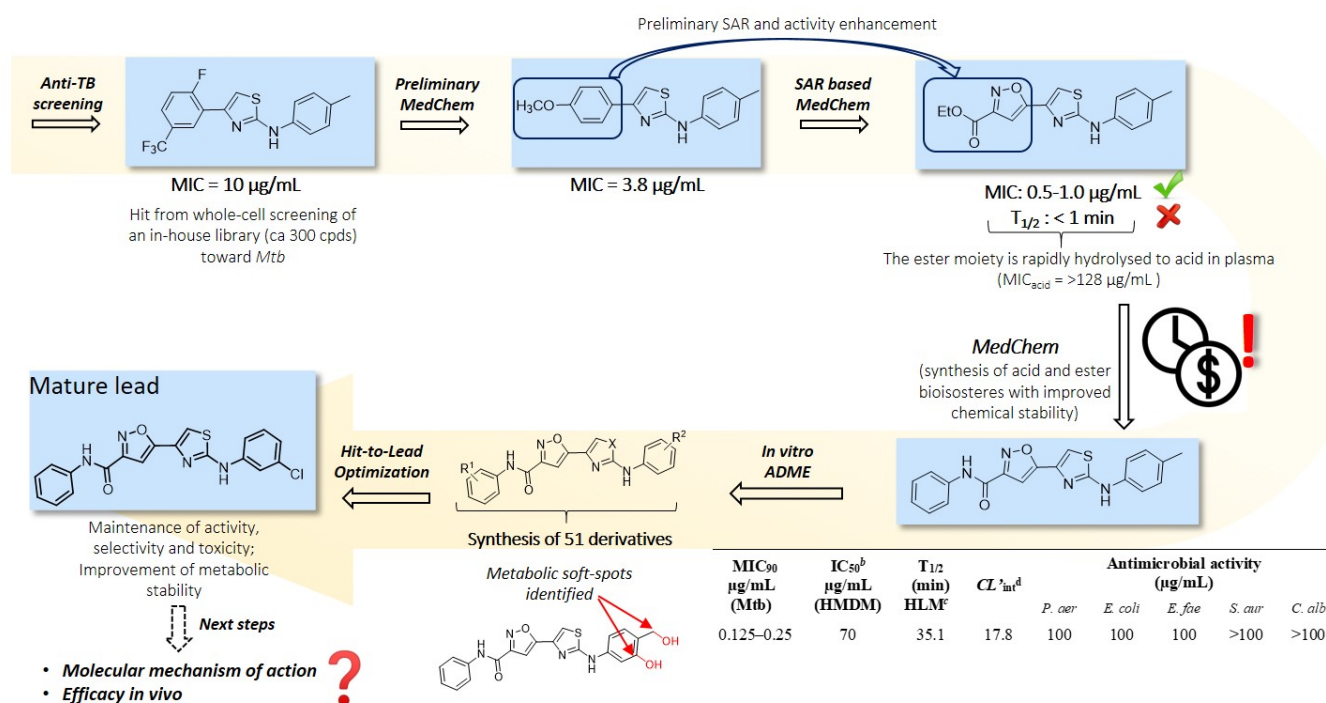 Preliminary SAR and activity enhancement
Anti-TB
screening
F
S
N
N
H
F₃C
Preliminary
MedChem
H₃CO
S
N
N
H
SAR based
MedChem
N
O
S
EtO
O
N
N
H
MIC = 10 µg/mL
Hit from whole-cell screening of
an in-house library (ca 300 cpds)
toward Mtb
MIC = 3.8 µg/mL
MIC: 0.5-1.0 µg/mL
T1/2 : < 1 min
The ester moiety is rapidly hydrolysed to acid in plasma
(MICacid = >128 µg/mL )
MedChem
(synthesis of acid and ester
bioisosteres with improved
chemical stability)
$
!
H
N
O
N
O
S
N
N
H
In vitro
ADME
H
N
R¹
O
N
O
X
N
N
H
R²
Synthesis of 51 derivatives
Hit-to-Lead
Optimization
Mature lead
H
N
O
N
O
S
N
N
H
Cl
Maintenance of activity,
selectivity and toxicity;
Improvement of metabolic
stability
Next steps
• Molecular mechanism of action
• Efficacy in vivo
?
Metabolic soft-spots
identified
H
N
O
N
O
S
N
N
H
OH
OH
MIC90 µg/mL (Mtb) IC50b µg/mL (HMDM) T1/2 (min) HLMc CL'intd Antimicrobial activity (µg/mL)
P. aer E. coli E. fae S. aur C. alb
0.125–0.25 70 35.1 17.8 100 100 100 >100 >100